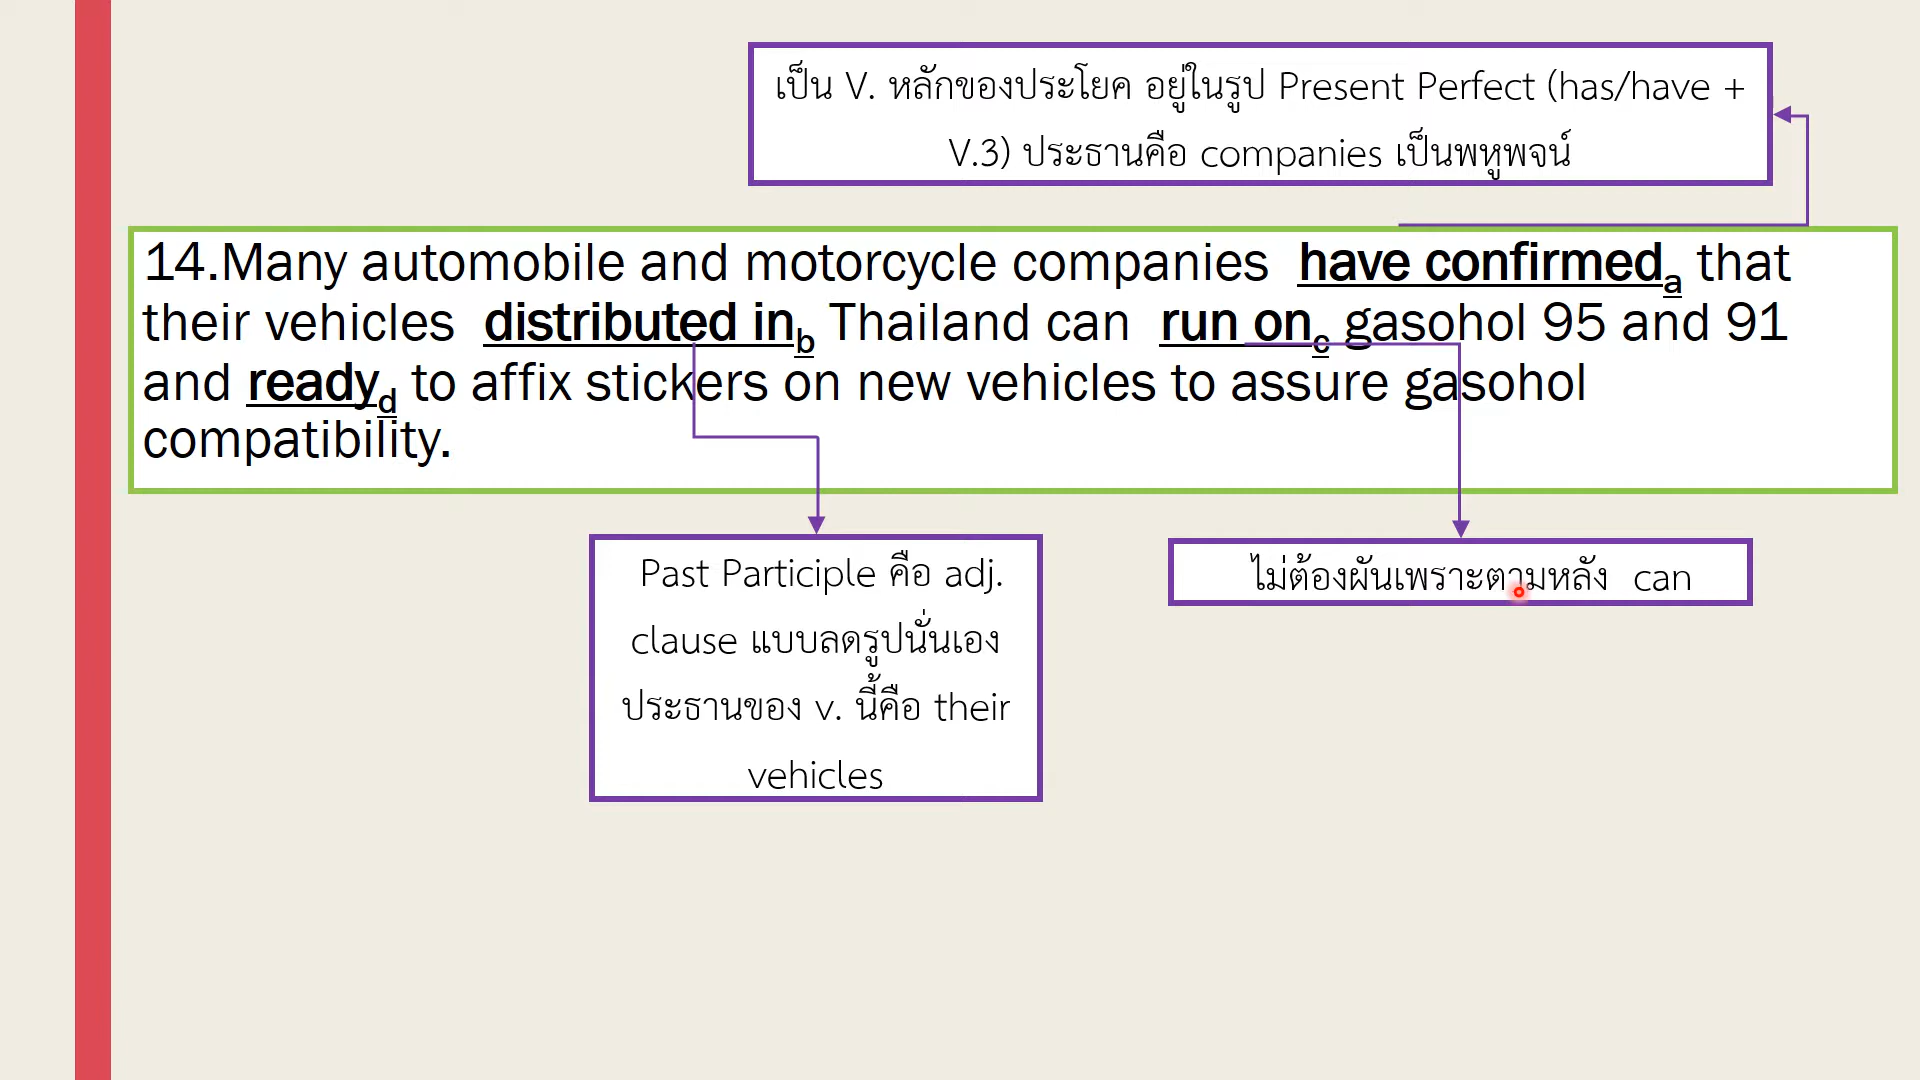 เป็น V. หลักของประโยค อยู่ในรูป Present Perfect (has/have +
V.3) ประธานคือ companies เป็นพหูพจน์
14.Many automobile and motorcycle companies have confirmed a that
their vehicles distributed in b Thailand can run on c gasohol 95 and 91
and ready d to affix stickers on new vehicles to assure gasohol
compatibility.
Past Participle คือ adj.
clause แบบลดรูปนั่นเอง
ประธานของ v. นี้คือ their
vehicles
ไม่ต้องผันเพราะตามหลัง can